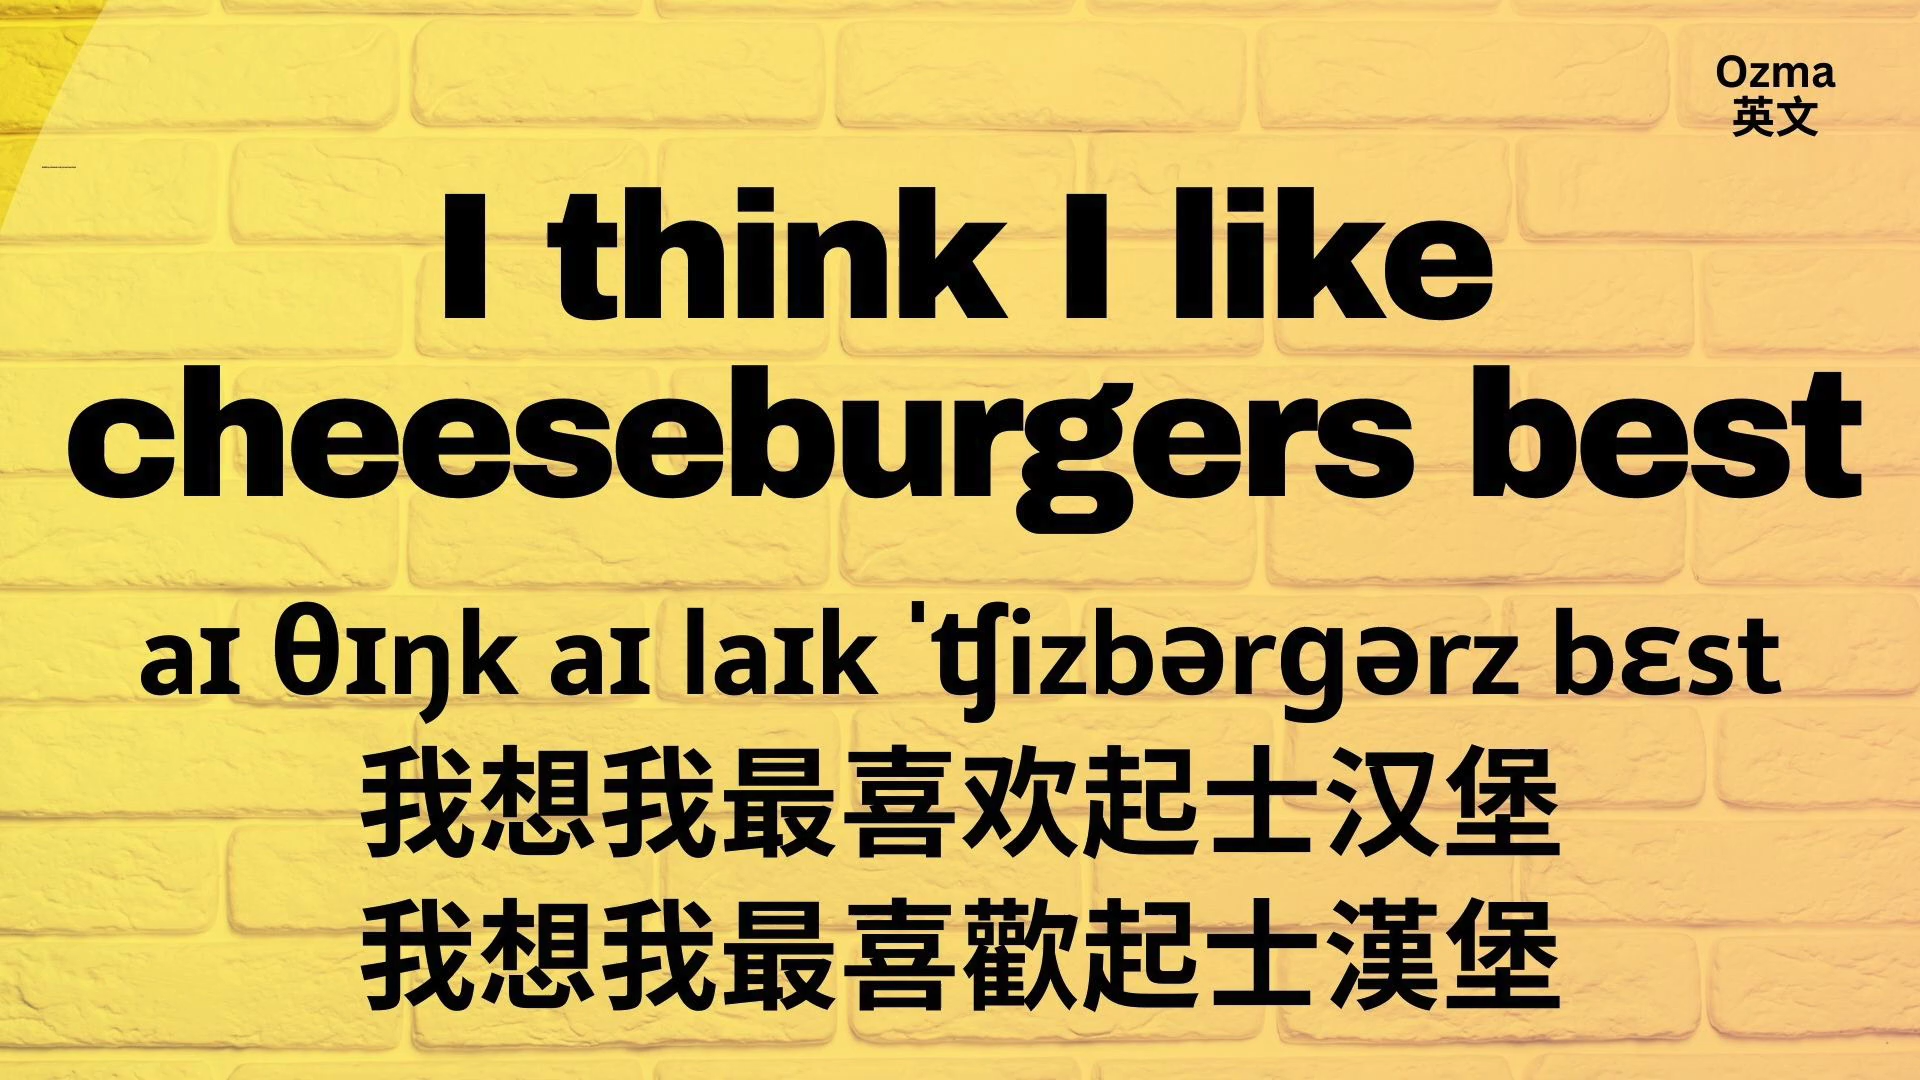 Ozma
英文
I think I like
cheeseburgers best
aɪ θɪŋk aɪ laɪk ˈʧizbərgərz bɛst
我想我最喜欢起士汉堡
我想我最喜歡起士漢堡